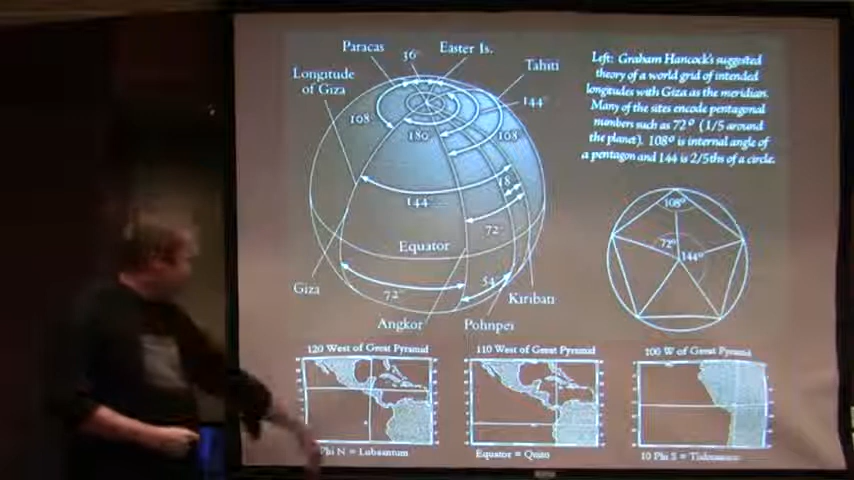 Paracas
36°
Easter Is.
Tahiti
Longitude
of Giza
144°
108
180
108
18
144°
72°
Equator
54°
72°
Giza
Kiribati
Angkor
Pohnpei
Left: Graham Hancock's suggested
theory of a world grid of intended
longitudes with Giza as the meridian.
Many of the sites encode pentagonal
numbers such as 72° (1/5 around
the planet). 108° is internal angle of
a pentagon and 144 is 2/5ths of a circle.
108°
72°
144°
120 West of Great Pyramid
110 West of Great Pyramid
100 W of Great Pyramid
Phi N = Lubaantum
Equator = Quito
10 Phi S =